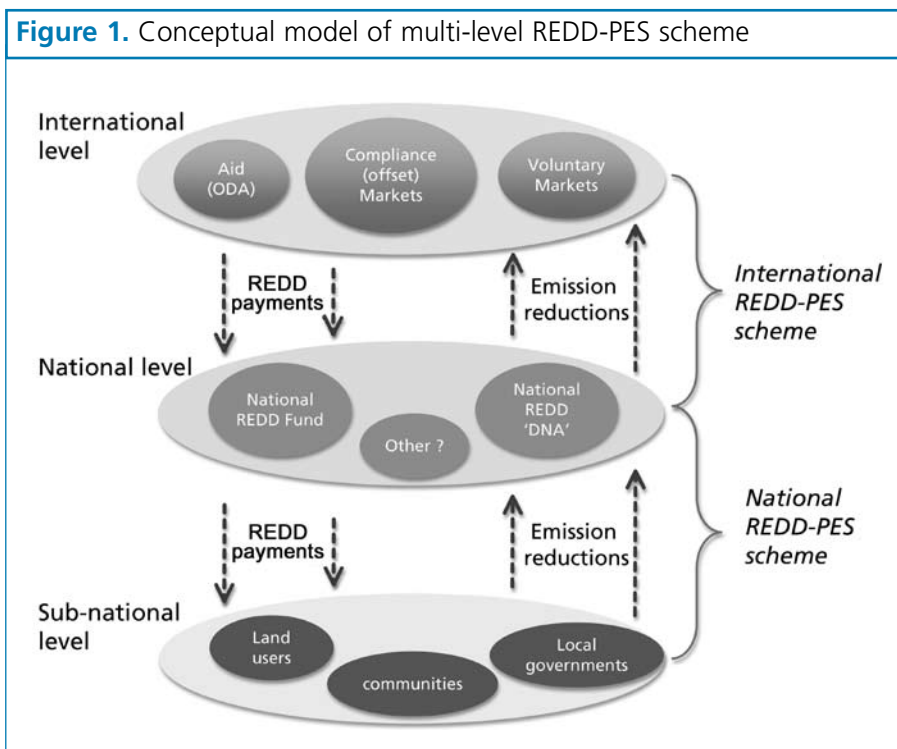 Figure 1. Conceptual model of multi-level REDD-PES scheme
International
level
Aid
(ODA)
Compliance
(offset)
Markets
Voluntary
Markets
REDD
payments
Emission
reductions
International
REDD-PES
scheme
National level
National
REDD Fund
Other ?
National
REDD
‘DNA’
REDD
payments
Emission
reductions
National
REDD-PES
scheme
Sub-national
level
Land
users
communities
Local
governments